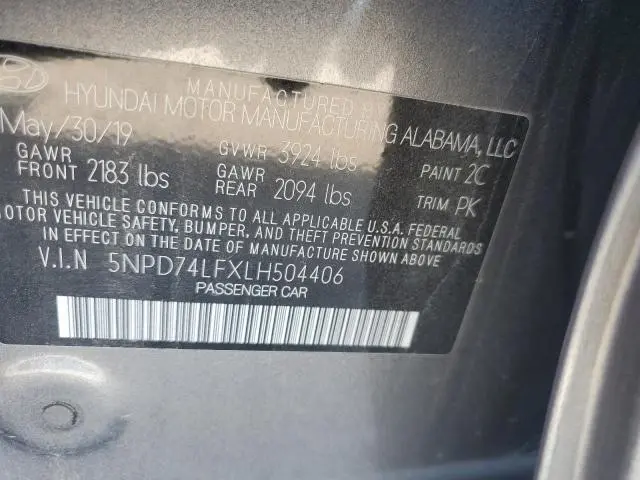 MANUFACTURED BY
HYUNDAI MOTOR MANUFACTURING ALABAMA, LLC
May/30/19 GVWR 3924 lbs PAINT 2C
GAWR FRONT 2183 lbs GAWR REAR 2094 lbs TRIM PK
THIS VEHICLE CONFORMS TO ALL APPLICABLE U.S.A. FEDERAL
MOTOR VEHICLE SAFETY, BUMPER, AND THEFT PREVENTION STANDARDS
IN EFFECT ON THE DATE OF MANUFACTURE SHOWN ABOVE.
V.I.N 5NPD74LFXLH504406
PASSENGER CAR